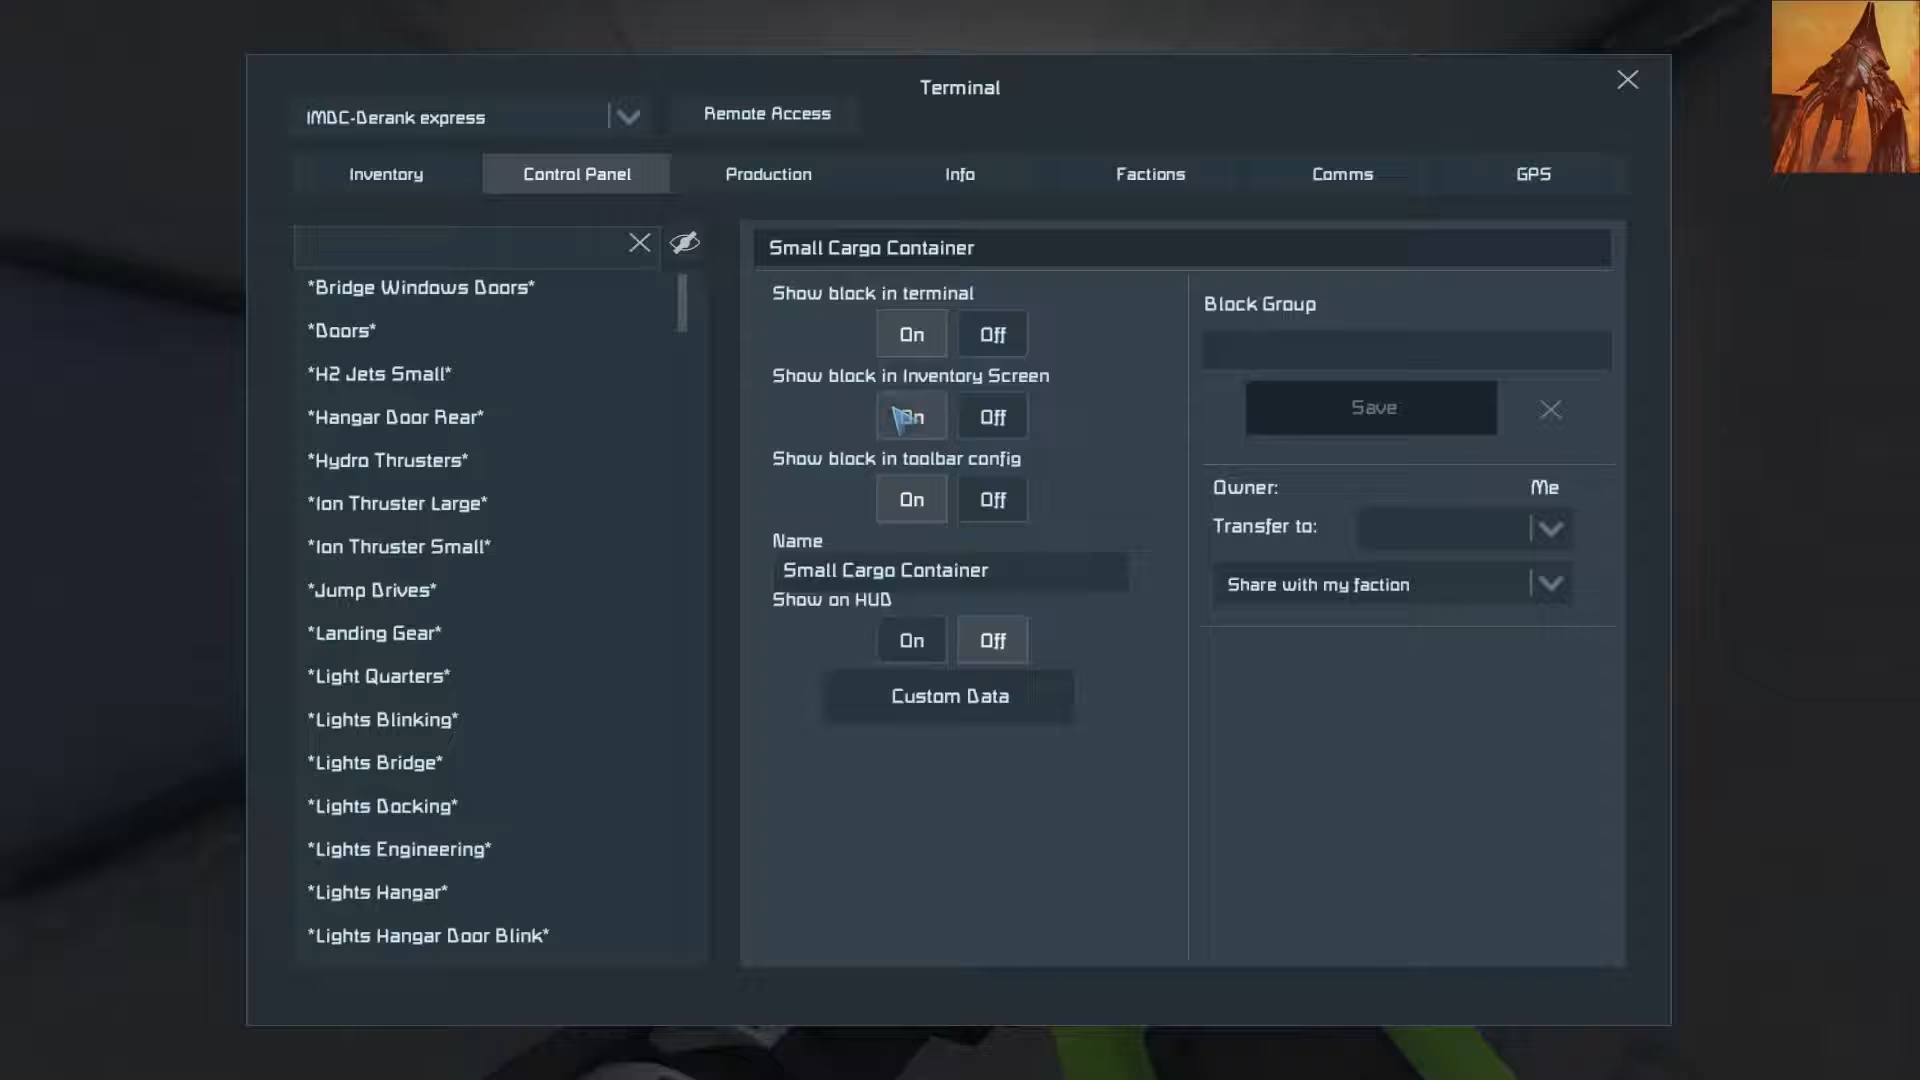 Terminal
IMDC-Derank express
Remote Access
Inventory
Control Panel
Production
Info
Factions
Comms
GPS
*Bridge Windows Doors*
*Doors*
*H2 Jets Small*
*Hangar Door Rear*
*Hydro Thrusters*
*Ion Thruster Large*
*Ion Thruster Small*
*Jump Drives*
*Landing Gear*
*Light Quarters*
*Lights Blinking*
*Lights Bridge*
*Lights Docking*
*Lights Engineering*
*Lights Hangar*
*Lights Hangar Door Blink*
Small Cargo Container
Show block in terminal
On Off
Show block in Inventory Screen
On Off
Show block in toolbar config
On Off
Name
Small Cargo Container
Show on HUD
On Off
Custom Data
Block Group
Save
Owner: Me
Transfer to:
Share with my faction